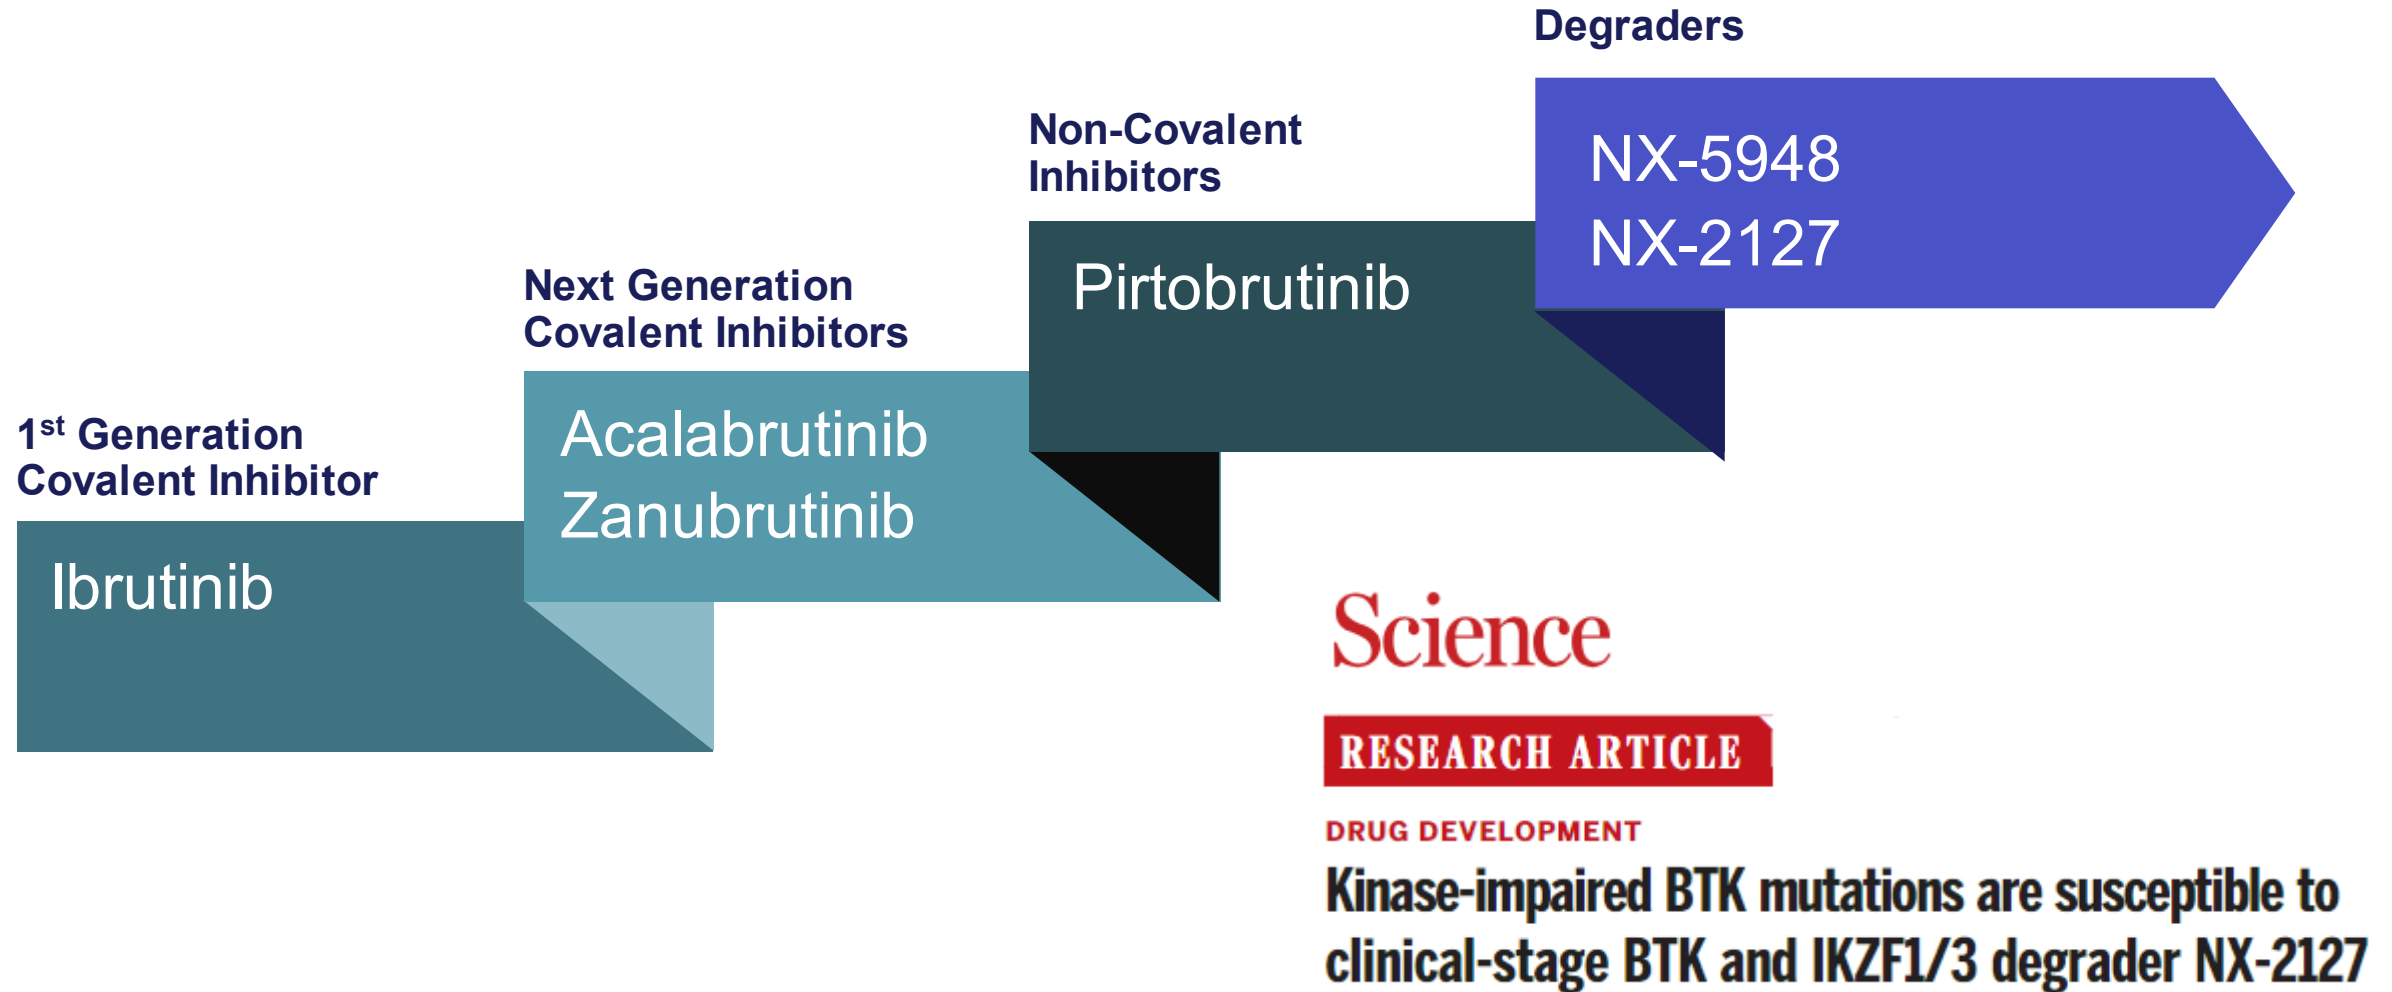 1st Generation
Covalent Inhibitor
Ibrutinib
Next Generation
Covalent Inhibitors
Acalabrutinib
Zanubrutinib
Non-Covalent
Inhibitors
Pirtobrutinib
Degraders
NX-5948
NX-2127
Science
RESEARCH ARTICLE
DRUG DEVELOPMENT
Kinase-impaired BTK mutations are susceptible to
clinical-stage BTK and IKZF1/3 degrader NX-2127